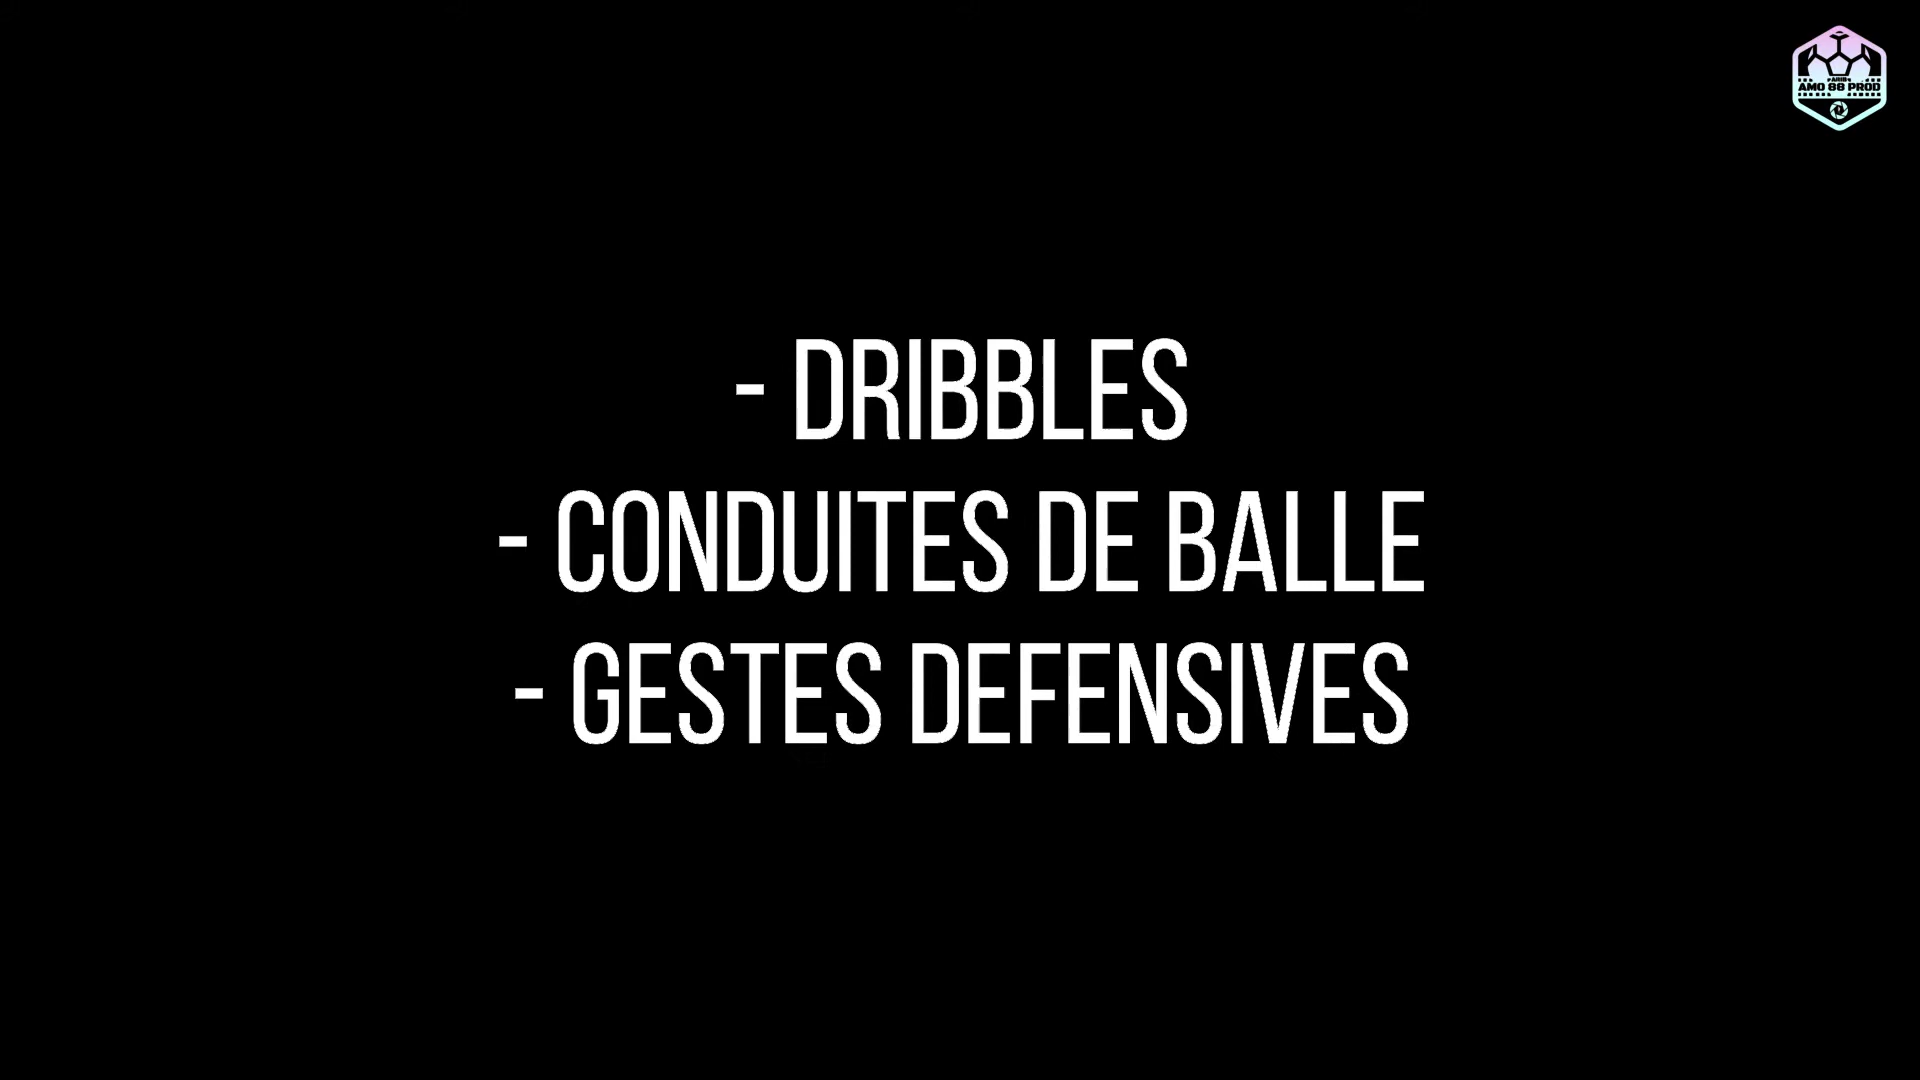 AMO 88 PROD
- DRIBBLES
- CONDUITES DE BALLE
- GESTES DEFENSIVES